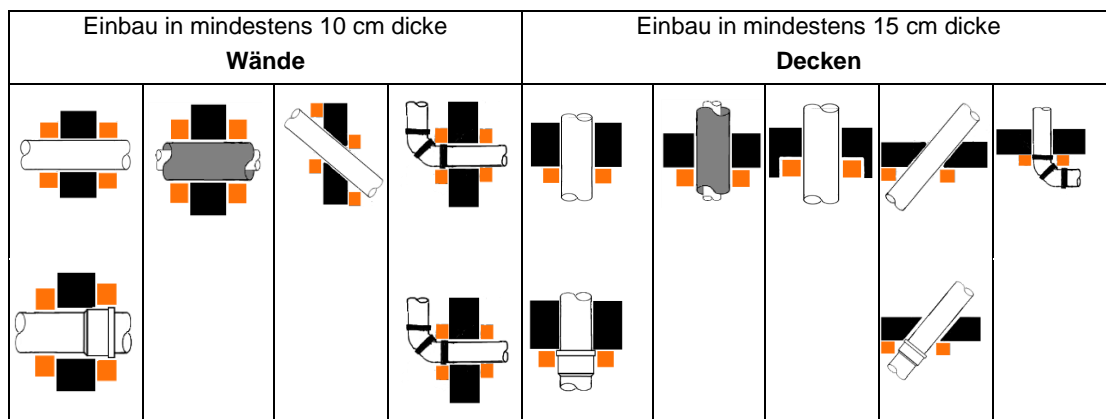 Einbau in mindestens 10 cm dicke
Wände
Einbau in mindestens 15 cm dicke
Decken